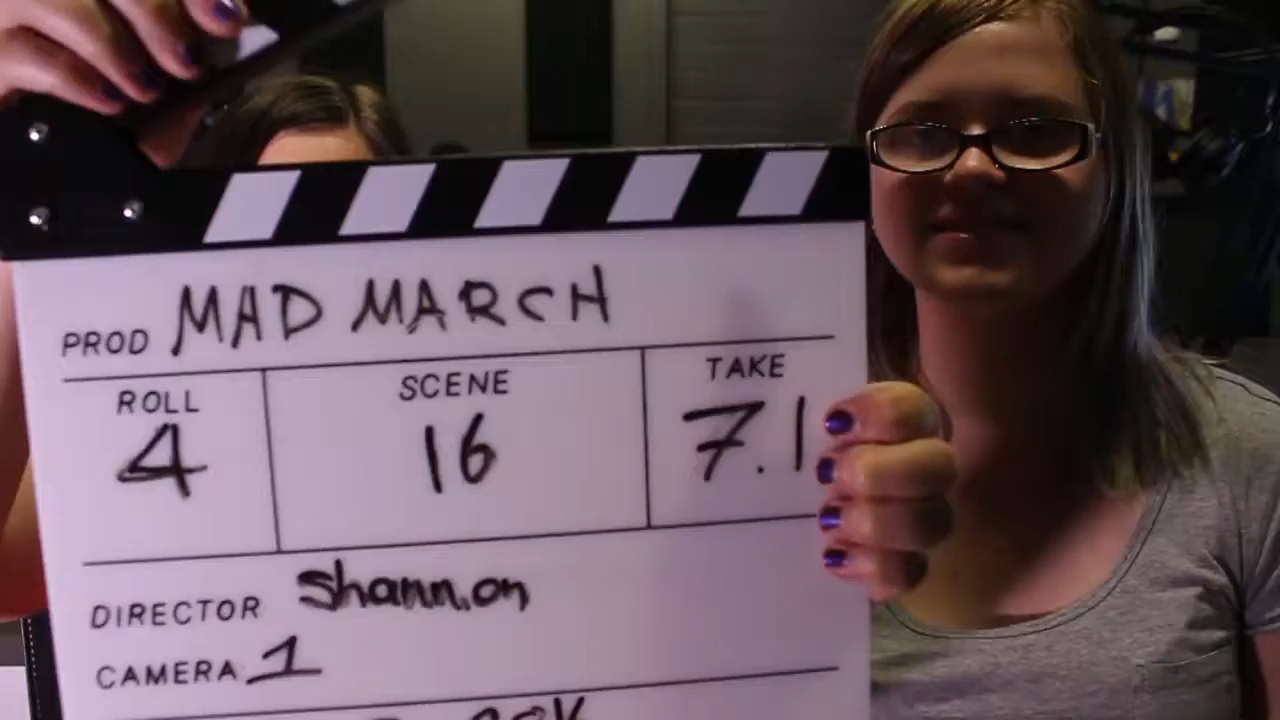 PROD MAD MARCH
ROLL SCENE TAKE
4 16 7.1
DIRECTOR Shannon
CAMERA 1